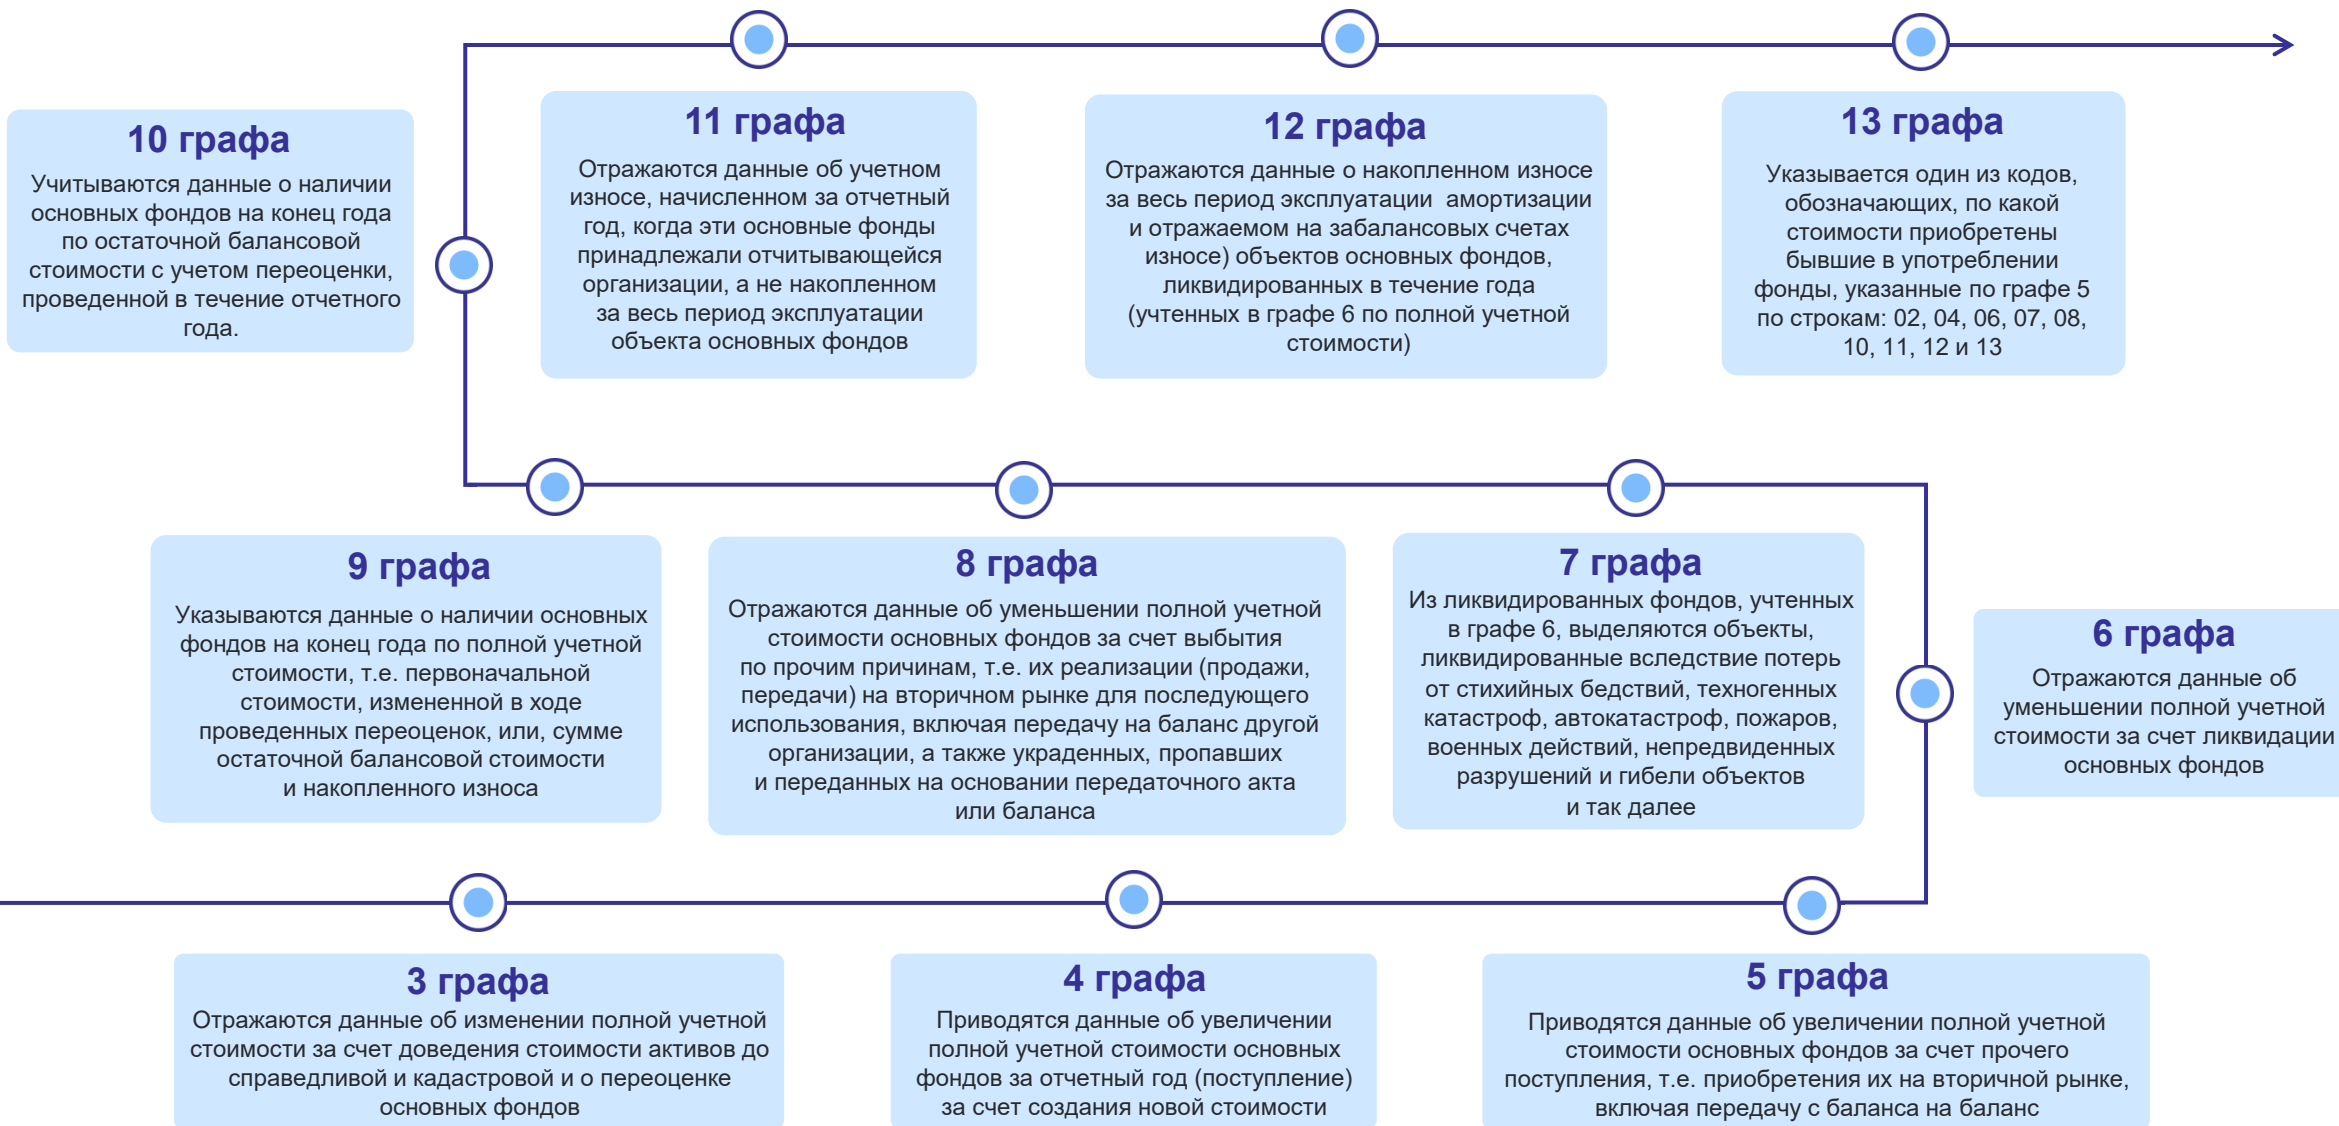 10 графа
Учитываются данные о наличии
основных фондов на конец года
по остаточной балансовой
стоимости с учетом переоценки,
проведенной в течение отчетного
года.
11 графа
Отражаются данные об учетном
износе, начисленном за отчетный
год, когда эти основные фонды
принадлежали отчитывающейся
организации, а не накопленном
за весь период эксплуатации
объекта основных фондов
12 графа
Отражаются данные о накопленном износе
за весь период эксплуатации амортизации
и отражаемом на забалансовых счетах
износе) объектов основных фондов,
ликвидированных в течение года
(учтенных в графе 6 по полной учетной
стоимости)
13 графа
Указывается один из кодов,
обозначающих, по какой
стоимости приобретены
бывшие в употреблении
фонды, указанные по графе 5
по строкам: 02, 04, 06, 07, 08,
10, 11, 12 и 13
9 графа
Указываются данные о наличии основных
фондов на конец года по полной учетной
стоимости, т.е. первоначальной
стоимости, измененной в ходе
проведенных переоценок, или, сумме
остаточной балансовой стоимости
и накопленного износа
8 графа
Отражаются данные об уменьшении полной учетной
стоимости основных фондов за счет выбытия
по прочим причинам, т.е. их реализации (продажи,
передачи) на вторичном рынке для последующего
использования, включая передачу на баланс другой
организации, а также украденных, пропавших
и переданных на основании передаточного акта
или баланса
7 графа
Из ликвидированных фондов, учтенных
в графе 6, выделяются объекты,
ликвидированные вследствие потерь
от стихийных бедствий, техногенных
катастроф, автокатастроф, пожаров,
военных действий, непредвиденных
разрушений и гибели объектов
и так далее
6 графа
Отражаются данные об
уменьшении полной учетной
стоимости за счет ликвидации
основных фондов
3 графа
Отражаются данные об изменении полной учетной
стоимости за счет доведения стоимости активов до
справедливой и кадастровой и о переоценке
основных фондов
4 графа
Приводятся данные об увеличении
полной учетной стоимости основных
фондов за отчетный год (поступление)
за счет создания новой стоимости
5 графа
Приводятся данные об увеличении полной учетной
стоимости основных фондов за счет прочего
поступления, т.е. приобретения их на вторичной рынке,
включая передачу с баланса на баланс